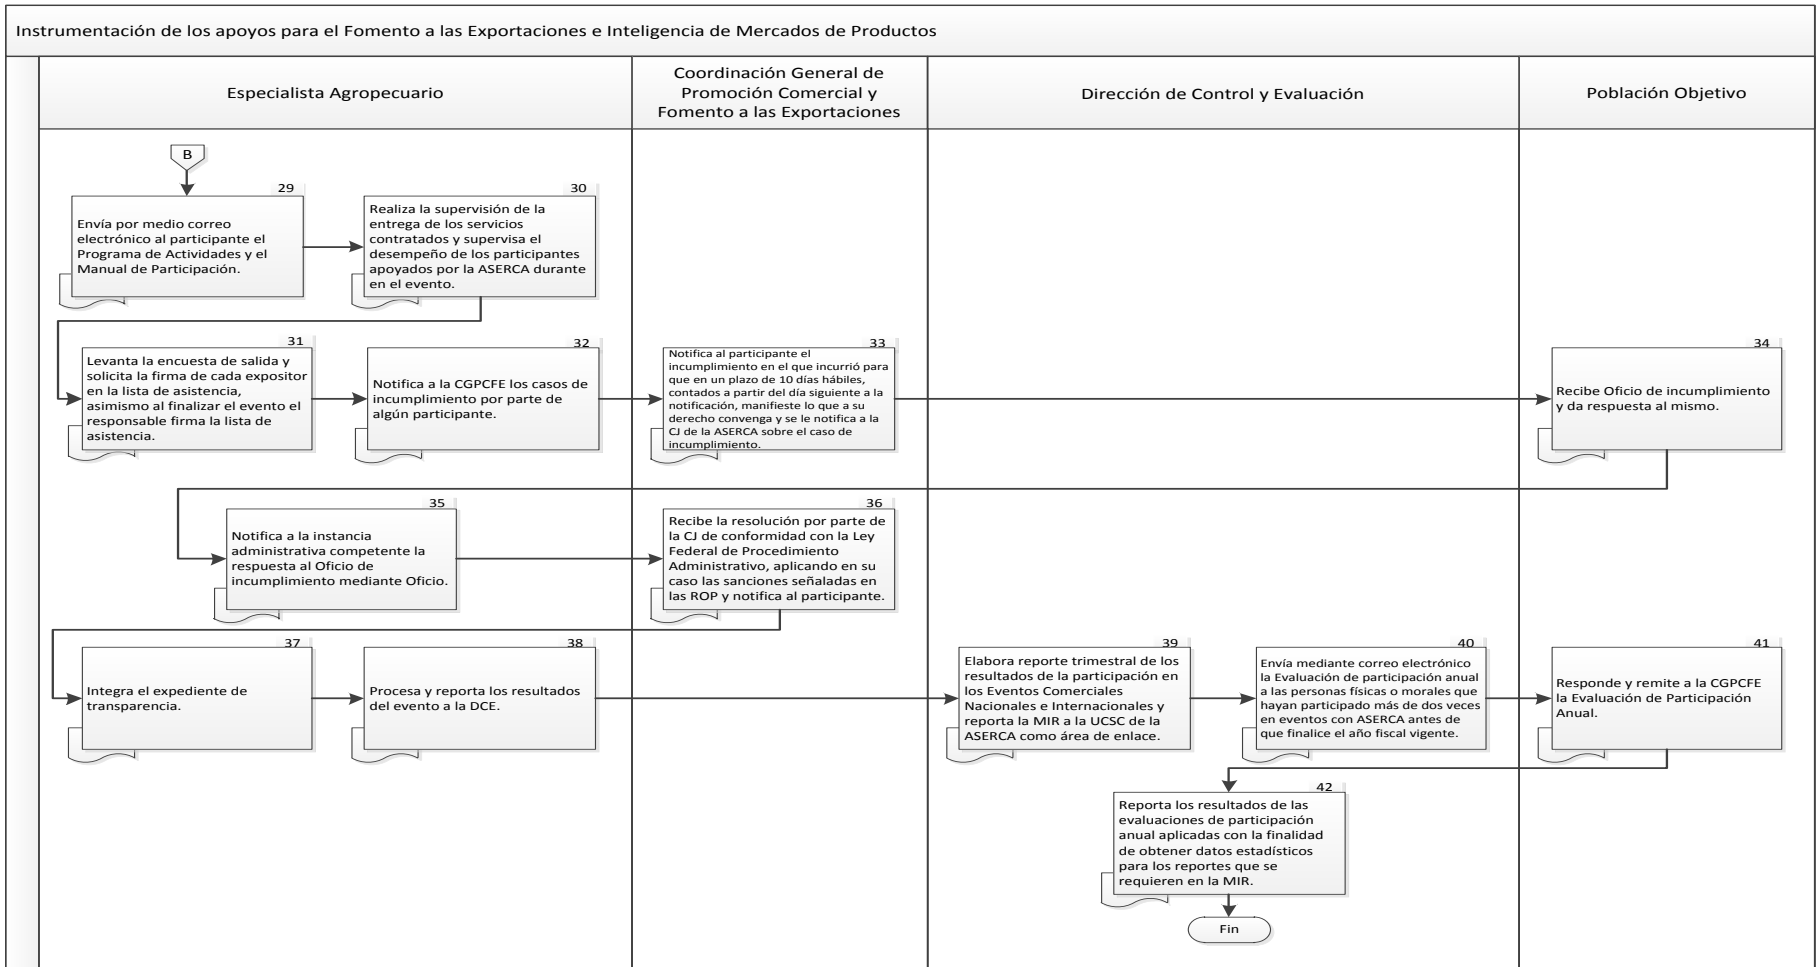 Instrumentación de los apoyos para el Fomento a las Exportaciones e Inteligencia de Mercados de Productos
Especialista Agropecuario
Coordinación General de
Promoción Comercial y
Fomento a las Exportaciones
Dirección de Control y Evaluación
Población Objetivo
B
29
Envía por medio correo
electrónico al participante el
Programa de Actividades y el
Manual de Participación.
30
Realiza la supervisión de la
entrega de los servicios
contratados y supervisa el
desempeño de los participantes
apoyados por la ASERCA durante
en el evento.
31
Levanta la encuesta de salida y
solicita la firma de cada expositor
en la lista de asistencia,
asimismo al finalizar el evento el
responsable firma la lista de
asistencia.
32
Notifica a la CGPCFE los casos de
incumplimiento por parte de
algún participante.
33
Notifica al participante el
incumplimiento en el que incurrió para
que en un plazo de 10 días hábiles,
contados a partir del día siguiente a la
notificación, manifieste lo que a su
derecho convenga y se le notifica a la
CJ de la ASERCA sobre el caso de
incumplimiento.
34
Recibe Oficio de incumplimiento
y da respuesta al mismo.
35
Notifica a la instancia
administrativa competente la
respuesta al Oficio de
incumplimiento mediante Oficio.
36
Recibe la resolución por parte de
la CJ de conformidad con la Ley
Federal de Procedimiento
Administrativo, aplicando en su
caso las sanciones señaladas en
las ROP y notifica al participante.
37
Integra el expediente de
transparencia.
38
Procesa y reporta los resultados
del evento a la DCE.
39
Elabora reporte trimestral de los
resultados de la participación en
los Eventos Comerciales
Nacionales e Internacionales y
reporta la MIR a la UCSC de la
ASERCA como área de enlace.
40
Envía mediante correo electrónico
la Evaluación de participación anual
a las personas físicas o morales que
hayan participado más de dos veces
en eventos con ASERCA antes de
que finalice el año fiscal vigente.
41
Responde y remite a la CGPCFE
la Evaluación de Participación
Anual.
42
Reporta los resultados de las
evaluaciones de participación
anual aplicadas con la finalidad
de obtener datos estadísticos
para los reportes que se
requieren en la MIR.
Fin